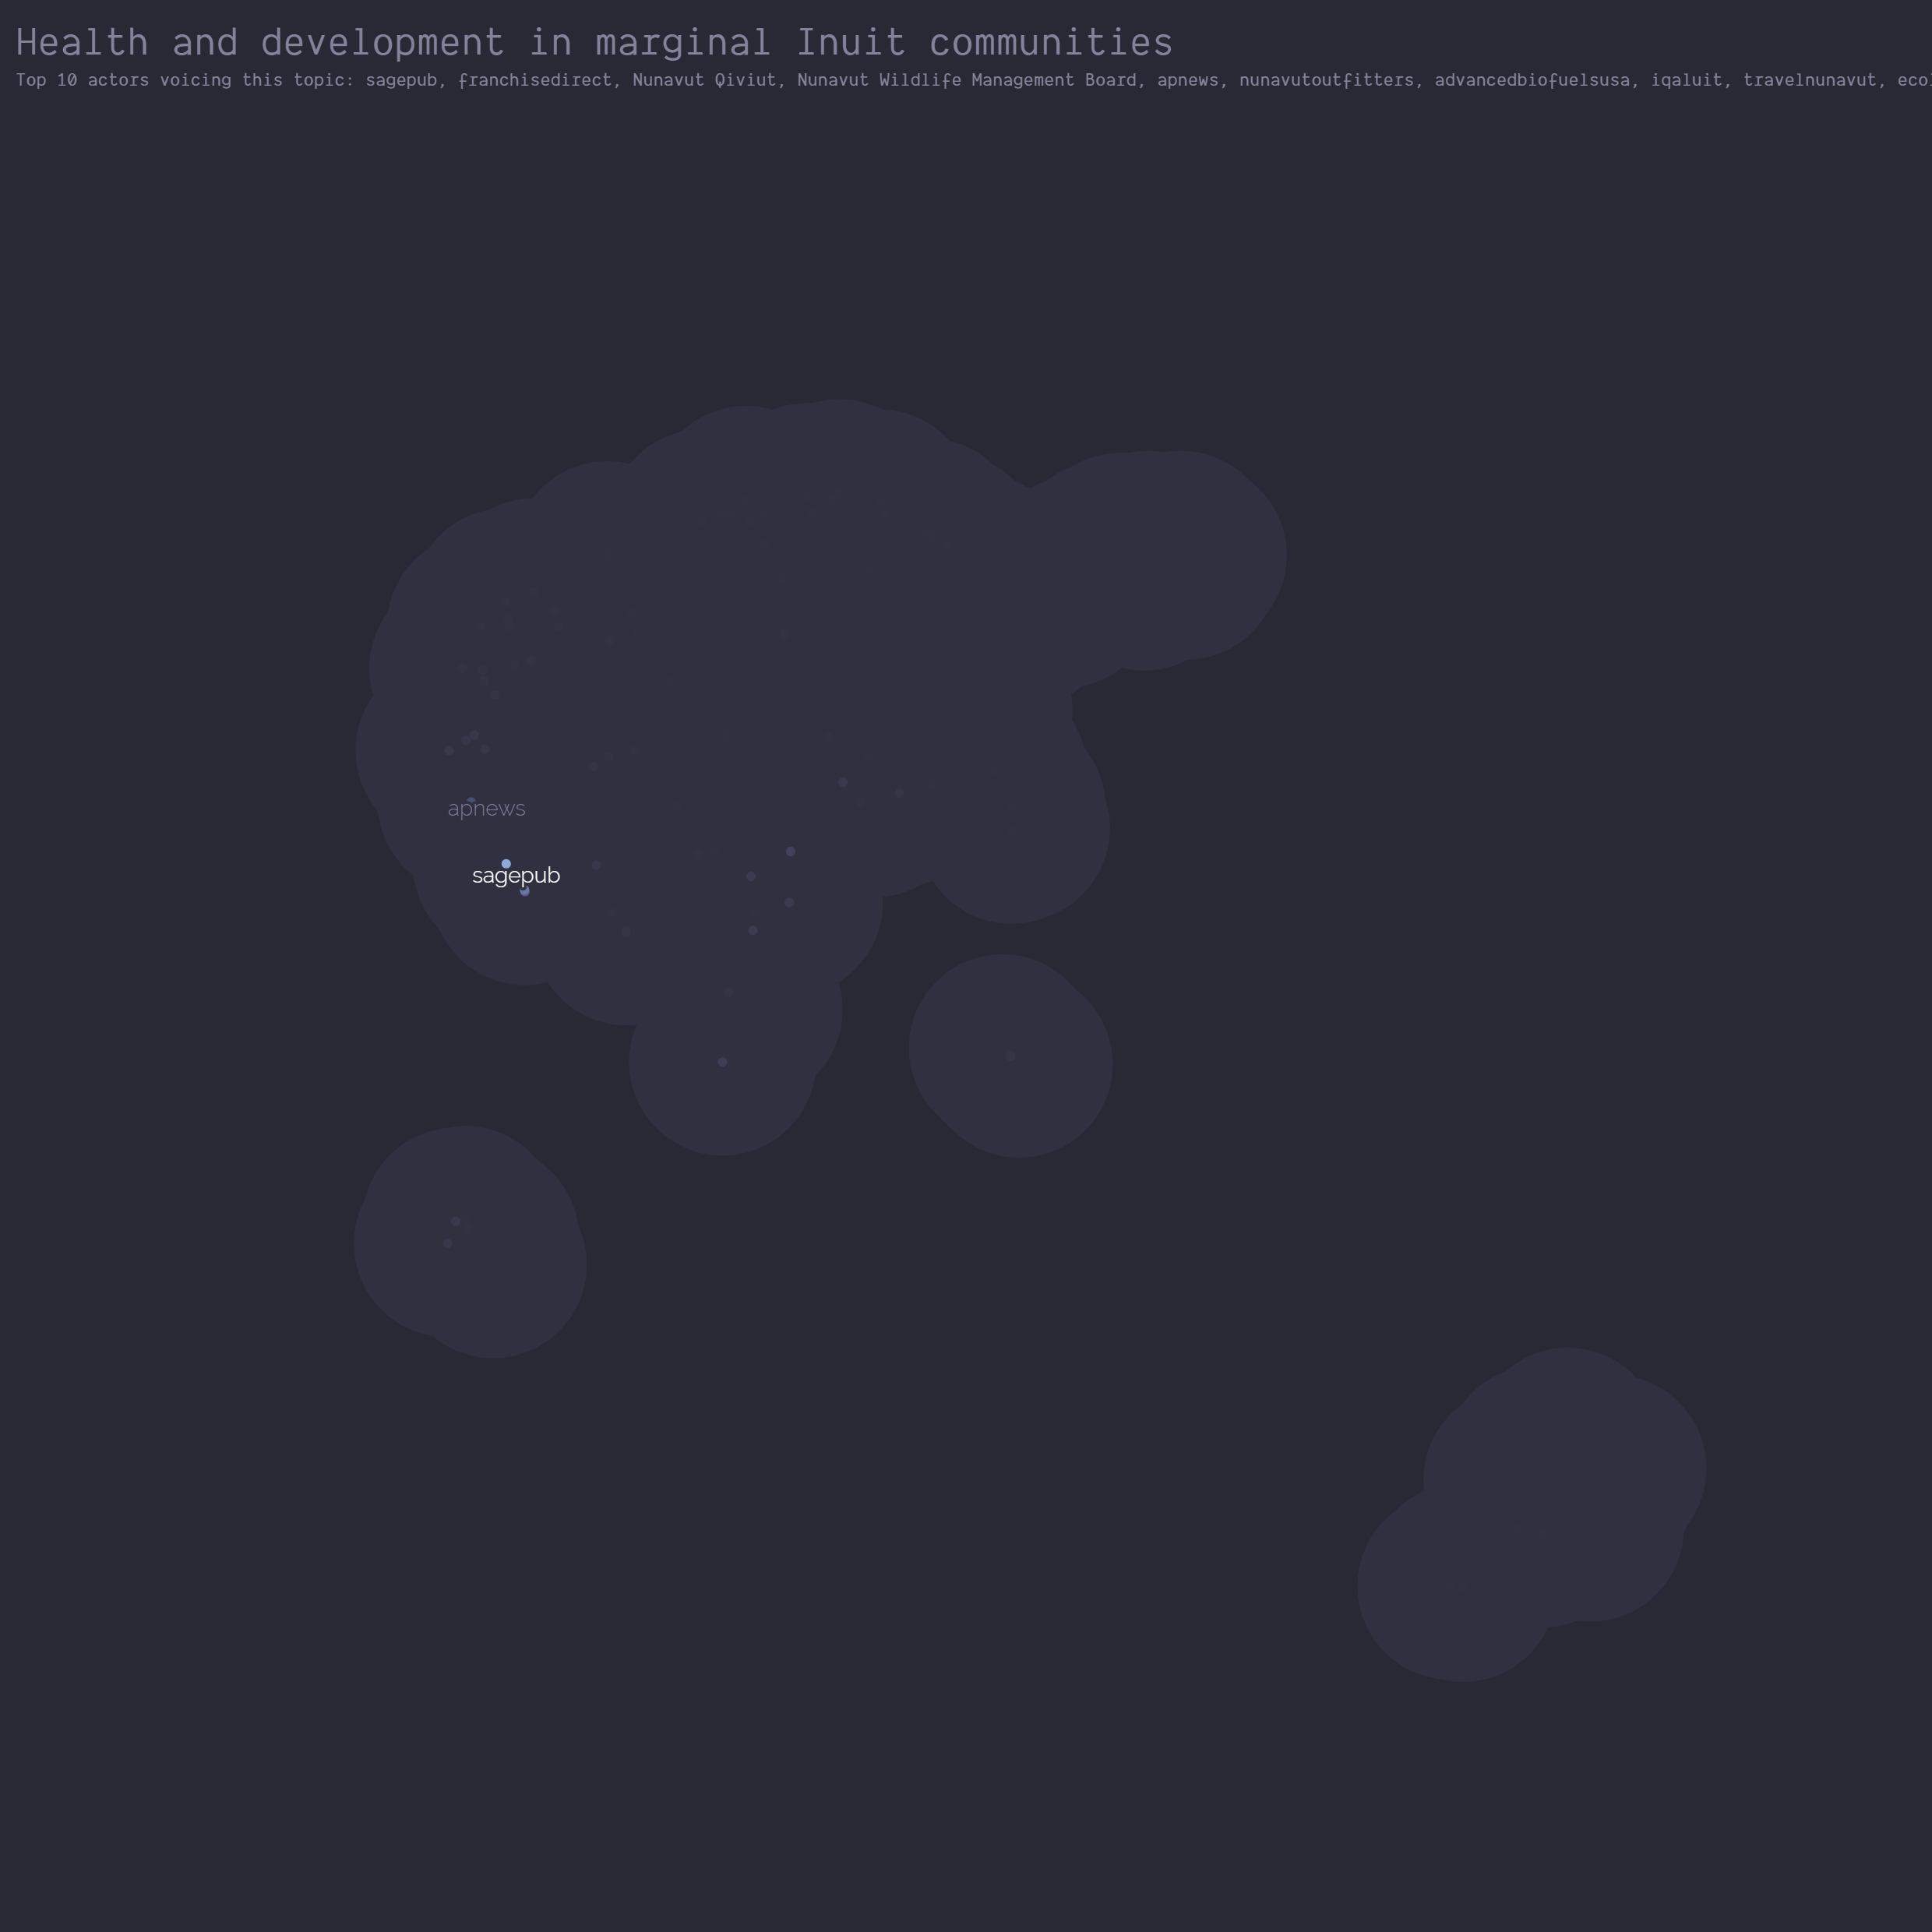 Health and development in marginal Inuit communities
Top 10 actors voicing this topic: sagepub, franchisedirect, Nunavut Qiviut, Nunavut Wildlife Management Board, apnews, nunavutoutfitters, advancedbiofuelsusa, iqaluit, travelnunavut,
apnews
sagepub